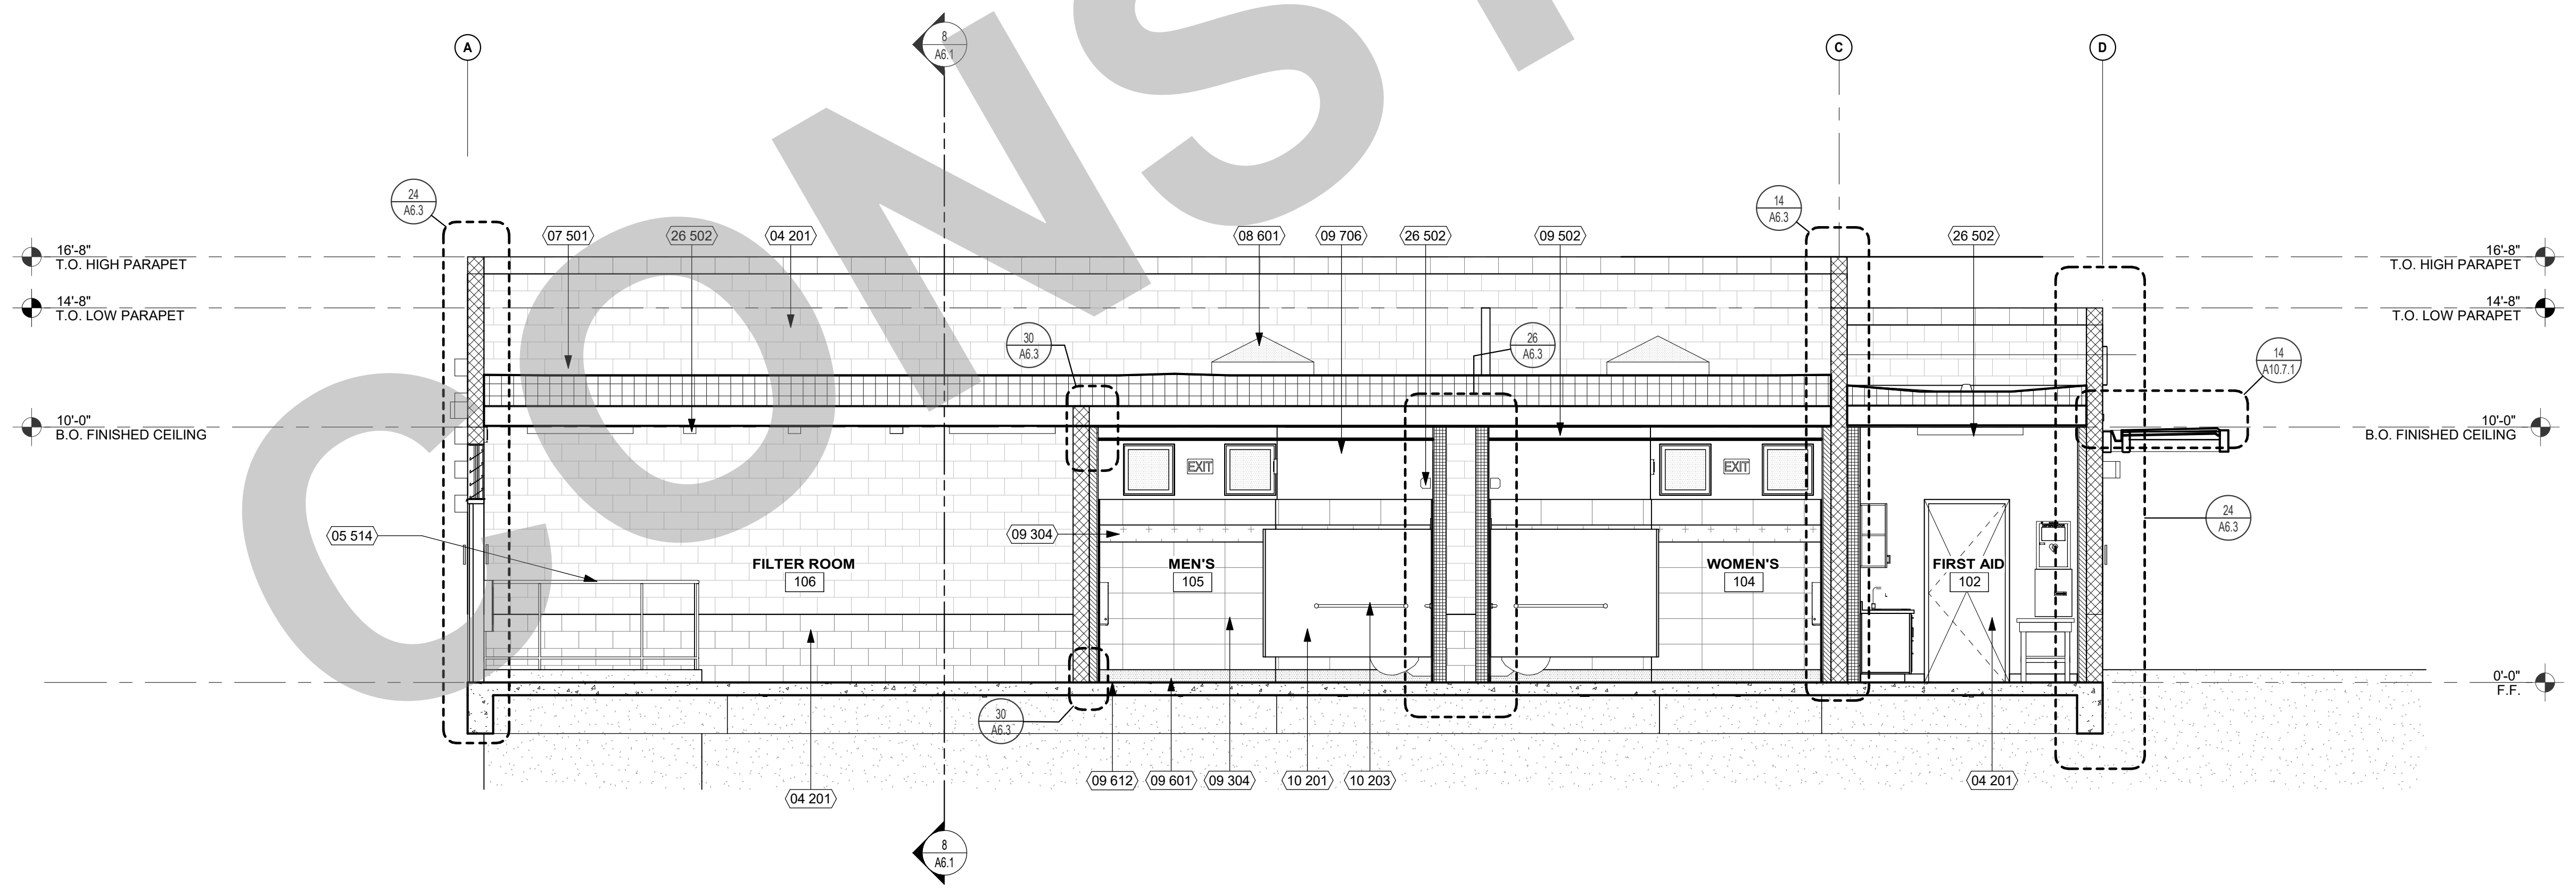 CONST
A
8
A6.1
C
D
24
A6.3
14
A6.3
07 501
26 502
04 201
08 601
09 706
26 502
09 502
26 502
16'-8"
T.O. HIGH PARAPET
16'-8"
T.O. HIGH PARAPET
14'-8"
T.O. LOW PARAPET
14'-8"
T.O. LOW PARAPET
30
A6.3
26
A6.3
14
A10.7.1
10'-0"
B.O. FINISHED CEILING
10'-0"
B.O. FINISHED CEILING
EXIT
EXIT
05 514
09 304
24
A6.3
FILTER ROOM
106
MEN'S
105
WOMEN'S
104
FIRST AID
102
0'-0"
F.F.
30
A6.3
04 201
09 612
09 601
09 304
10 201
10 203
04 201
8
A6.1